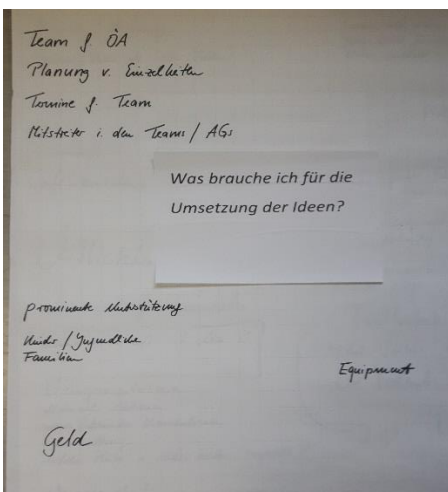 Team f. ÖA
Planung v. Einzelheiten
Termine f. Team
Mitstreiter i. den Teams / AGs
Was brauche ich für die
Umsetzung der Ideen?
prominente Unterstützung
Kinder / Jugendliche
Familien
Equipment
Geld